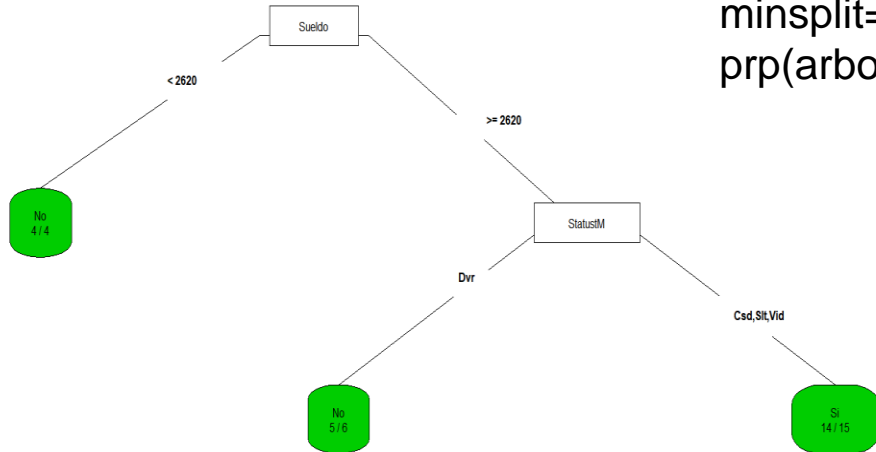 minsplit=
prp(arbo
Sueldo
< 2620
>= 2620
No
4 / 4
StatustM
Dvr
Csd,Slt,Vid
No
5 / 6
Si
14 / 15